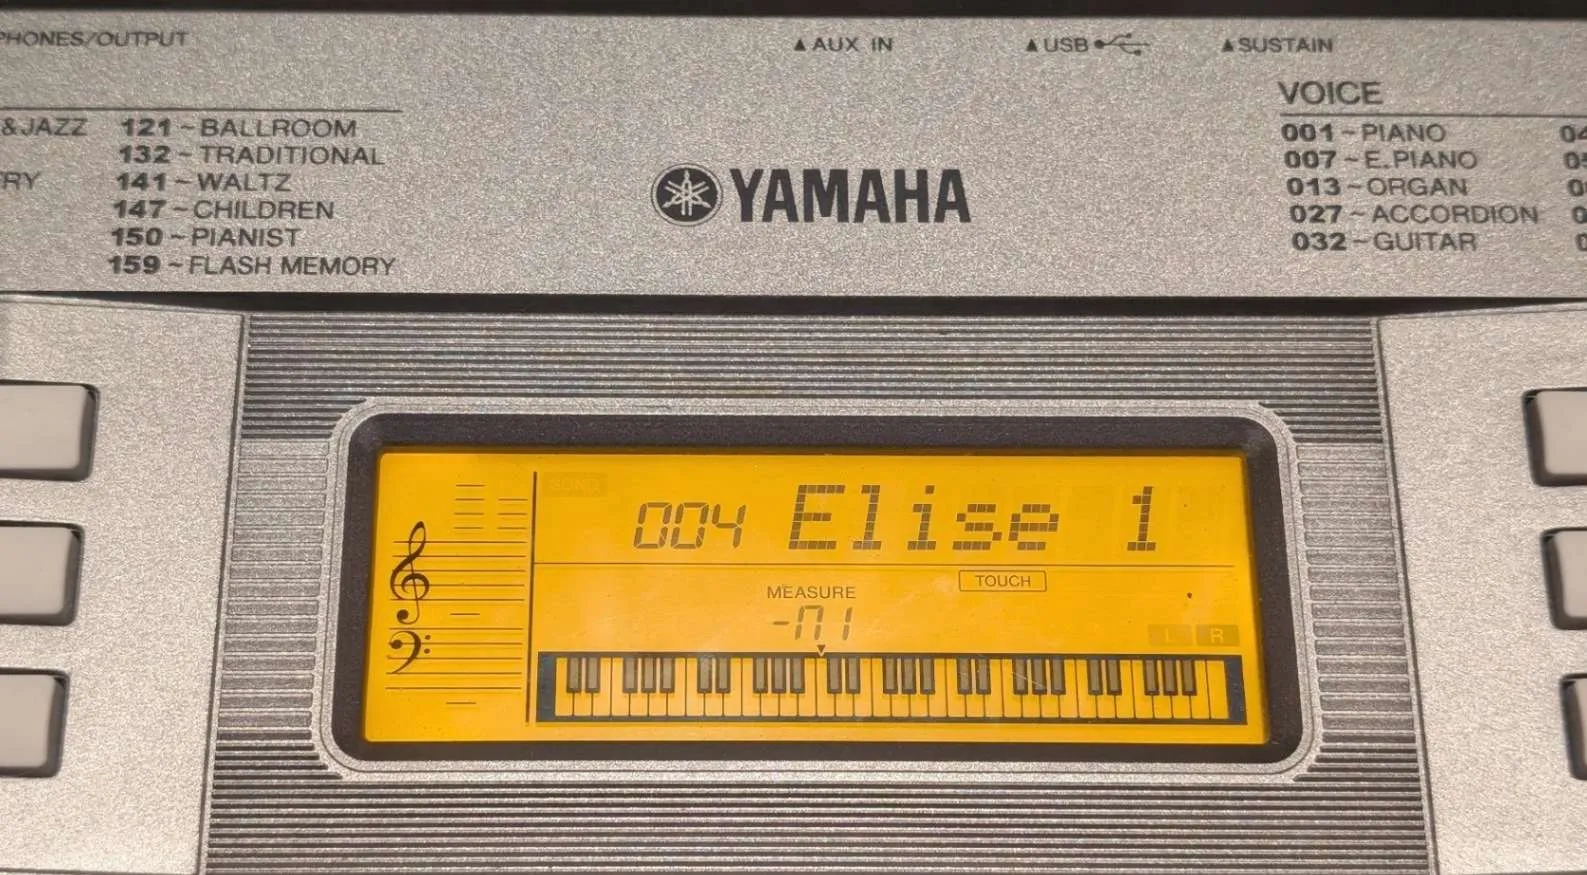 PHONES/OUTPUT
▲AUX IN
▲USB
▲SUSTAIN
&JAZZ
121~BALLROOM
132~TRADITIONAL
141~WALTZ
147~CHILDREN
150~PIANIST
159~FLASH MEMORY
YAMAHA
VOICE
001~PIANO
007~E.PIANO
013~ORGAN
027~ACCORDION
032~GUITAR
SONG
004 Elise 1
TOUCH
MEASURE
L R